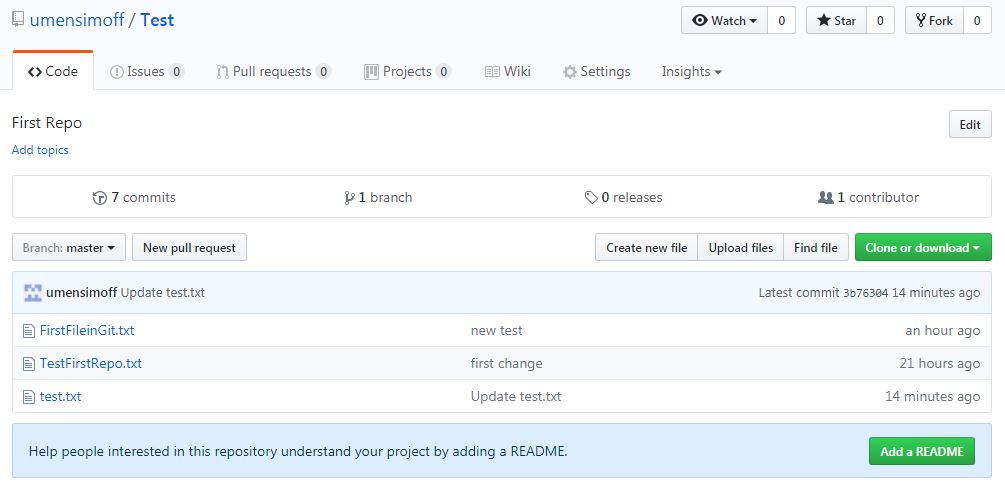 umensimoff / Test Watch 0 Star 0 Fork 0
Code Issues 0 Pull requests 0 Projects 0 Wiki Settings Insights
First Repo Edit
Add topics
7 commits 1 branch 0 releases 1 contributor
Branch: master New pull request Create new file Upload files Find file Clone or download
umensimoff Update test.txt Latest commit 3b76304 14 minutes ago
FirstFileinGit.txt new test an hour ago
TestFirstRepo.txt first change 21 hours ago
test.txt Update test.txt 14 minutes ago
Help people interested in this repository understand your project by adding a README. Add a README